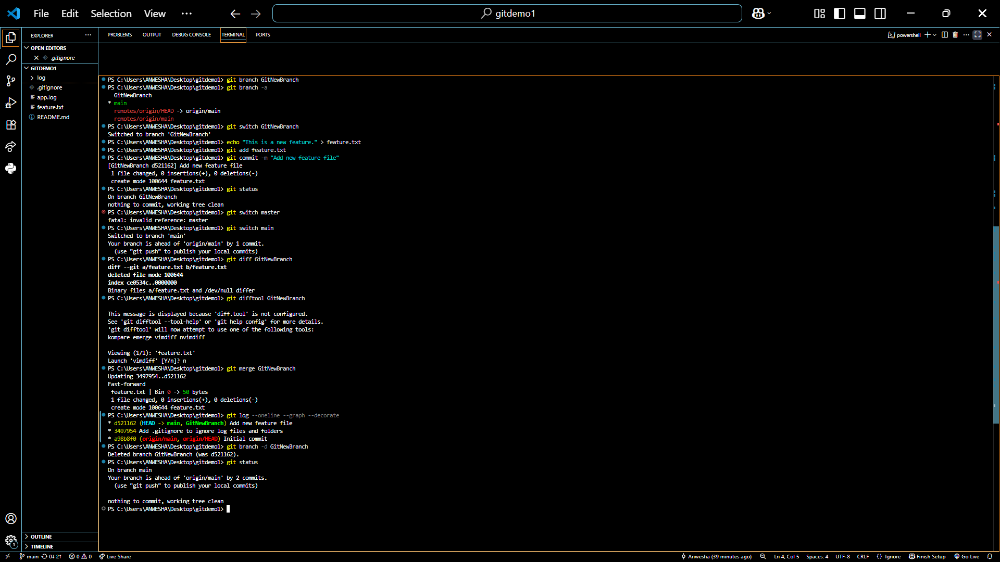 File Edit Selection View ···
gitdemo1
EXPLORER ···
OPEN EDITORS
.gitignore
GITDEMO1
log
.gitignore
app.log
feature.txt
README.md
OUTLINE
TIMELINE
PROBLEMS OUTPUT DEBUG CONSOLE TERMINAL PORTS
powershell
PS C:\Users\ANWESHA\Desktop\gitdemo1> git branch GitNewBranch
PS C:\Users\ANWESHA\Desktop\gitdemo1> git branch -a
  GitNewBranch
* main
  remotes/origin/HEAD -> origin/main
  remotes/origin/main
PS C:\Users\ANWESHA\Desktop\gitdemo1> git switch GitNewBranch
Switched to branch 'GitNewBranch'
PS C:\Users\ANWESHA\Desktop\gitdemo1> echo "This is a new feature." > feature.txt
PS C:\Users\ANWESHA\Desktop\gitdemo1> git add feature.txt
PS C:\Users\ANWESHA\Desktop\gitdemo1> git commit -m "Add new feature file"
[GitNewBranch d521162] Add new feature file
 1 file changed, 0 insertions(+), 0 deletions(-)
 create mode 100644 feature.txt
PS C:\Users\ANWESHA\Desktop\gitdemo1> git status
On branch GitNewBranch
nothing to commit, working tree clean
PS C:\Users\ANWESHA\Desktop\gitdemo1> git switch master
fatal: invalid reference: master
PS C:\Users\ANWESHA\Desktop\gitdemo1> git switch main
Switched to branch 'main'
Your branch is ahead of 'origin/main' by 1 commit.
  (use "git push" to publish your local commits)
PS C:\Users\ANWESHA\Desktop\gitdemo1> git diff GitNewBranch
diff --git a/feature.txt b/feature.txt
deleted file mode 100644
index ce0534c..0000000
Binary files a/feature.txt and /dev/null differ
PS C:\Users\ANWESHA\Desktop\gitdemo1> git difftool GitNewBranch
This message is displayed because 'diff.tool' is not configured.
See 'git difftool --tool-help' or 'git help config' for more details.
'git difftool' will now attempt to use one of the following tools:
kompare emerge vimdiff nvimdiff
Viewing (1/1): 'feature.txt'
Launch 'vimdiff' [Y/n]? n
PS C:\Users\ANWESHA\Desktop\gitdemo1> git merge GitNewBranch
Updating 3497954..d521162
Fast-forward
 feature.txt | Bin 0 -> 50 bytes
 1 file changed, 0 insertions(+), 0 deletions(-)
 create mode 100644 feature.txt
PS C:\Users\ANWESHA\Desktop\gitdemo1> git log --oneline --graph --decorate
* d521162 (HEAD -> main, GitNewBranch) Add new feature file
* 3497954 Add .gitignore to ignore log files and folders
* a98b8f0 (origin/main, origin/HEAD) Initial commit
PS C:\Users\ANWESHA\Desktop\gitdemo1> git branch -d GitNewBranch
Deleted branch GitNewBranch (was d521162).
PS C:\Users\ANWESHA\Desktop\gitdemo1> git status
On branch main
Your branch is ahead of 'origin/main' by 2 commits.
  (use "git push" to publish your local commits)
nothing to commit, working tree clean
PS C:\Users\ANWESHA\Desktop\gitdemo1>
1
main 0↓ 2↑ 0 0 Live Share
Anwesha (39 minutes ago) Ln 4, Col 5 Spaces: 4 UTF-8 CRLF {} Ignore Finish Setup Go Live